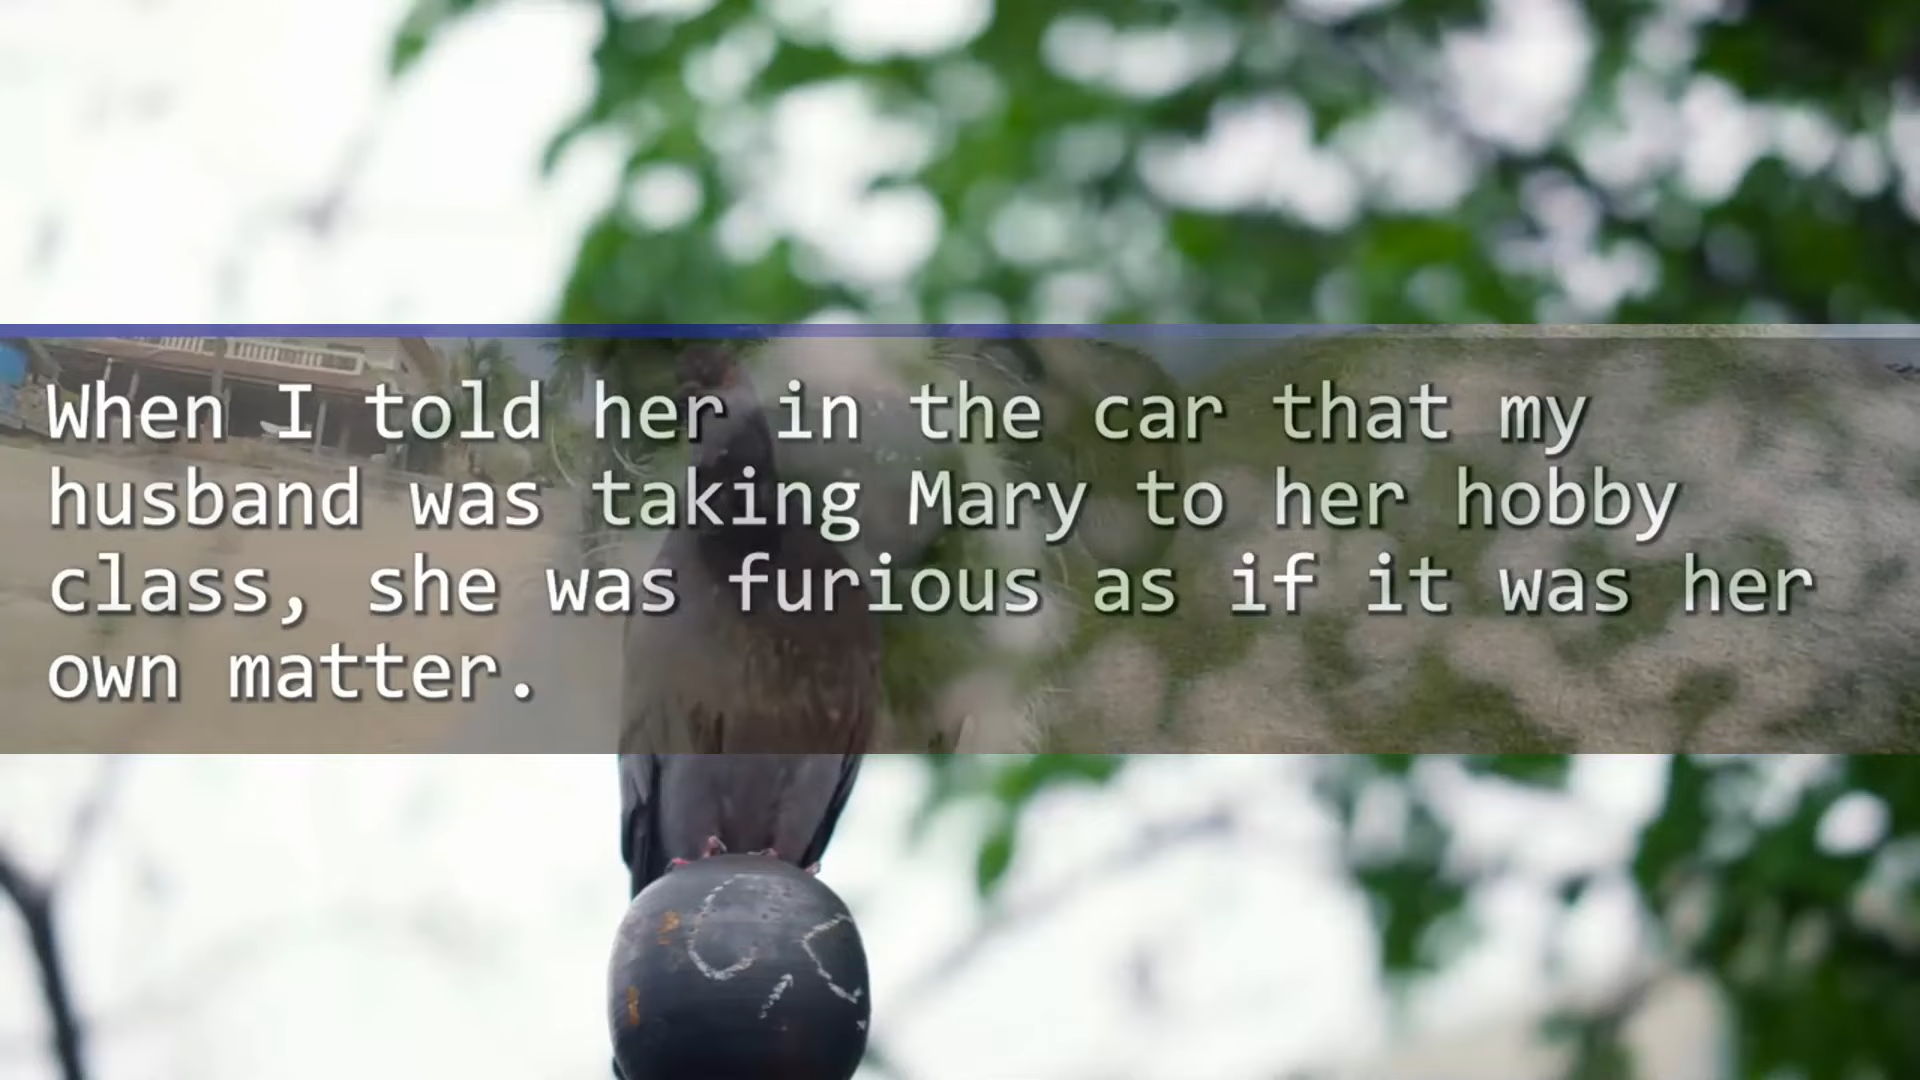 When I told her in the car that my
husband was taking Mary to her hobby
class, she was furious as if it was her
own matter.